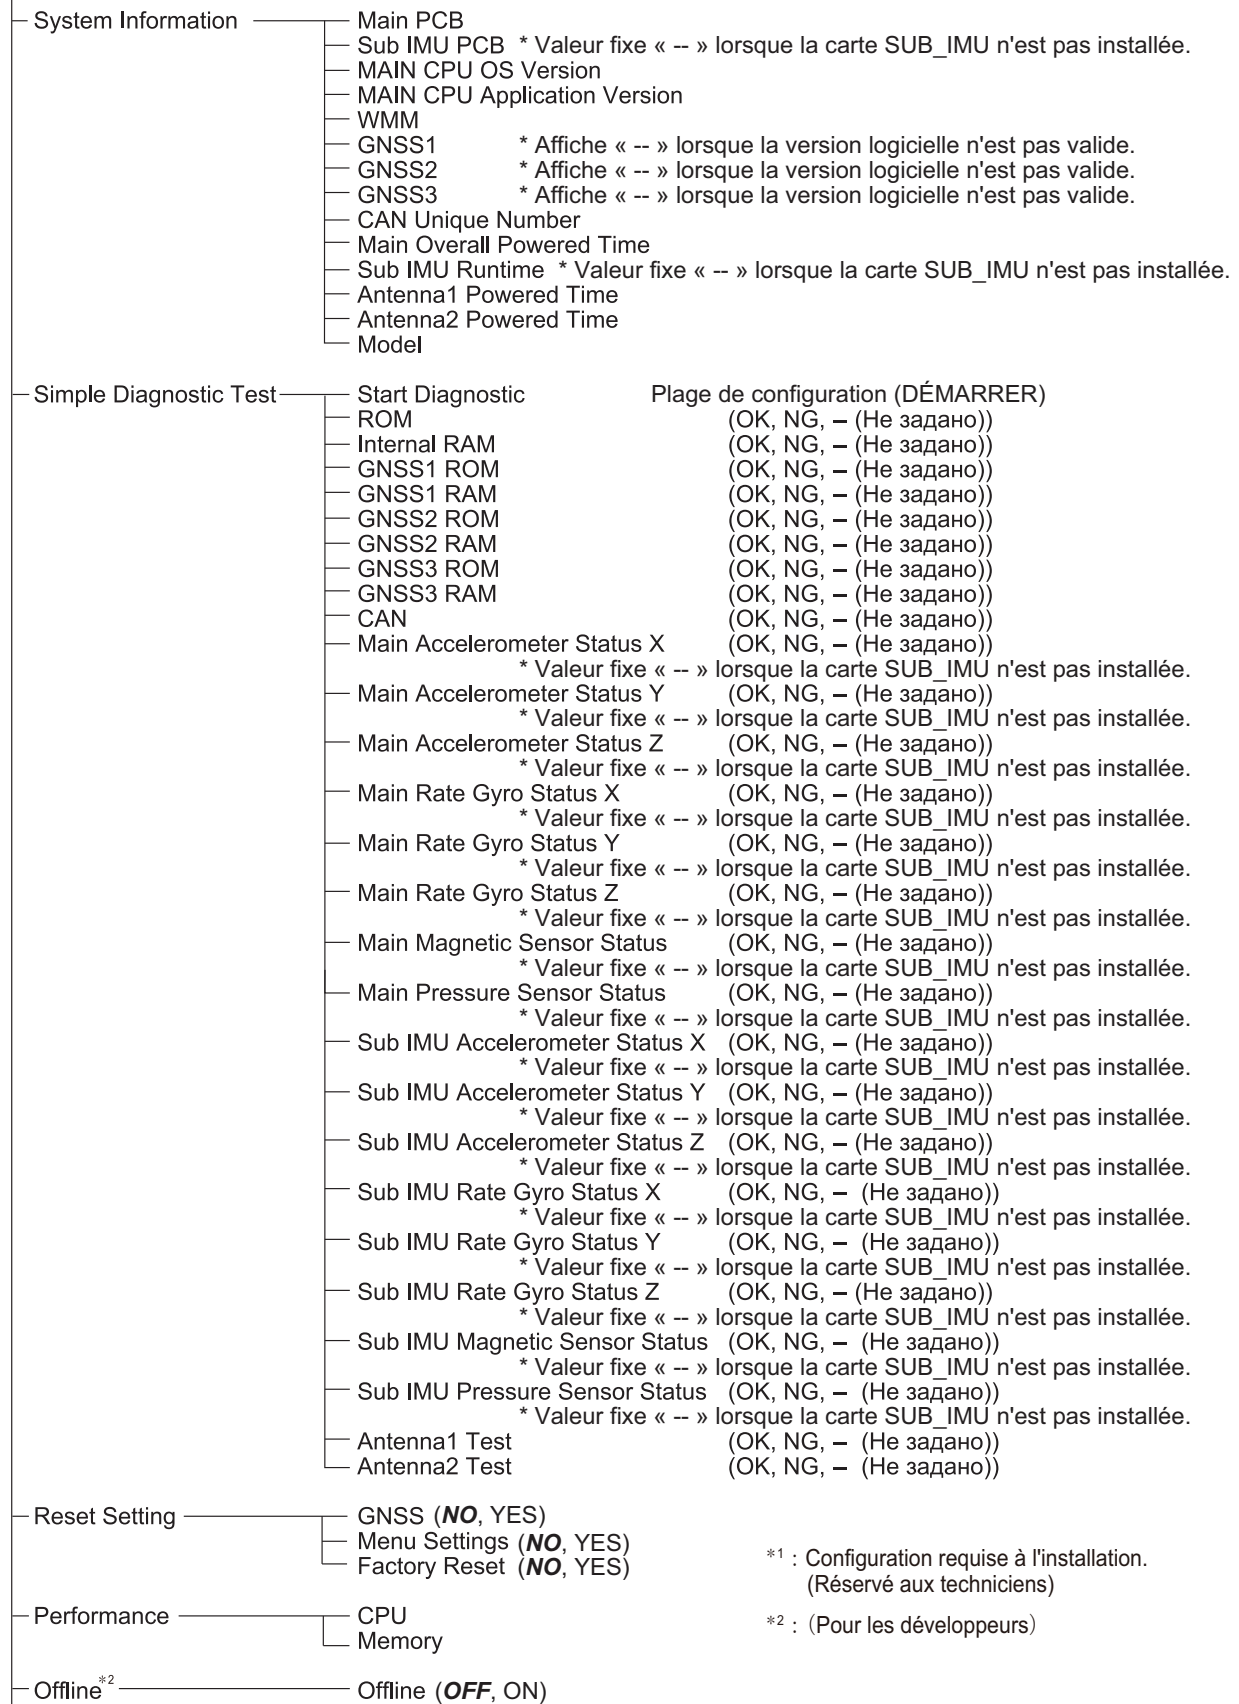 System Information Main PCB
Sub IMU PCB * Valeur fixe « -- » lorsque la carte SUB_IMU n'est pas installée.
MAIN CPU OS Version
MAIN CPU Application Version
WMM
GNSS1 * Affiche « -- » lorsque la version logicielle n'est pas valide.
GNSS2 * Affiche « -- » lorsque la version logicielle n'est pas valide.
GNSS3 * Affiche « -- » lorsque la version logicielle n'est pas valide.
CAN Unique Number
Main Overall Powered Time
Sub IMU Runtime * Valeur fixe « -- » lorsque la carte SUB_IMU n'est pas installée.
Antenna1 Powered Time
Antenna2 Powered Time
Model
Simple Diagnostic Test Start Diagnostic Plage de configuration (DÉMARRER)
ROM (OK, NG, – (Не задано))
Internal RAM (OK, NG, – (Не задано))
GNSS1 ROM (OK, NG, – (Не задано))
GNSS1 RAM (OK, NG, – (Не задано))
GNSS2 ROM (OK, NG, – (Не задано))
GNSS2 RAM (OK, NG, – (Не задано))
GNSS3 ROM (OK, NG, – (Не задано))
GNSS3 RAM (OK, NG, – (Не задано))
CAN (OK, NG, – (Не задано))
Main Accelerometer Status X (OK, NG, – (Не задано))
* Valeur fixe « -- » lorsque la carte SUB_IMU n'est pas installée.
Main Accelerometer Status Y (OK, NG, – (Не задано))
* Valeur fixe « -- » lorsque la carte SUB_IMU n'est pas installée.
Main Accelerometer Status Z (OK, NG, – (Не задано))
* Valeur fixe « -- » lorsque la carte SUB_IMU n'est pas installée.
Main Rate Gyro Status X (OK, NG, – (Не задано))
* Valeur fixe « -- » lorsque la carte SUB_IMU n'est pas installée.
Main Rate Gyro Status Y (OK, NG, – (Не задано))
* Valeur fixe « -- » lorsque la carte SUB_IMU n'est pas installée.
Main Rate Gyro Status Z (OK, NG, – (Не задано))
* Valeur fixe « -- » lorsque la carte SUB_IMU n'est pas installée.
Main Magnetic Sensor Status (OK, NG, – (Не задано))
* Valeur fixe « -- » lorsque la carte SUB_IMU n'est pas installée.
Main Pressure Sensor Status (OK, NG, – (Не задано))
* Valeur fixe « -- » lorsque la carte SUB_IMU n'est pas installée.
Sub IMU Accelerometer Status X (OK, NG, – (Не задано))
* Valeur fixe « -- » lorsque la carte SUB_IMU n'est pas installée.
Sub IMU Accelerometer Status Y (OK, NG, – (Не задано))
* Valeur fixe « -- » lorsque la carte SUB_IMU n'est pas installée.
Sub IMU Accelerometer Status Z (OK, NG, – (Не задано))
* Valeur fixe « -- » lorsque la carte SUB_IMU n'est pas installée.
Sub IMU Rate Gyro Status X (OK, NG, – (Не задано))
* Valeur fixe « -- » lorsque la carte SUB_IMU n'est pas installée.
Sub IMU Rate Gyro Status Y (OK, NG, – (Не задано))
* Valeur fixe « -- » lorsque la carte SUB_IMU n'est pas installée.
Sub IMU Rate Gyro Status Z (OK, NG, – (Не задано))
* Valeur fixe « -- » lorsque la carte SUB_IMU n'est pas installée.
Sub IMU Magnetic Sensor Status (OK, NG, – (Не задано))
* Valeur fixe « -- » lorsque la carte SUB_IMU n'est pas installée.
Sub IMU Pressure Sensor Status (OK, NG, – (Не задано))
* Valeur fixe « -- » lorsque la carte SUB_IMU n'est pas installée.
Antenna1 Test (OK, NG, – (Не задано))
Antenna2 Test (OK, NG, – (Не задано))
Reset Setting GNSS (NO, YES)
Menu Settings (NO, YES)
Factory Reset (NO, YES)
*1 : Configuration requise à l'installation.
(Réservé aux techniciens)
Performance CPU
*2 : (Pour les développeurs)
Memory
Offline*2 Offline (OFF, ON)